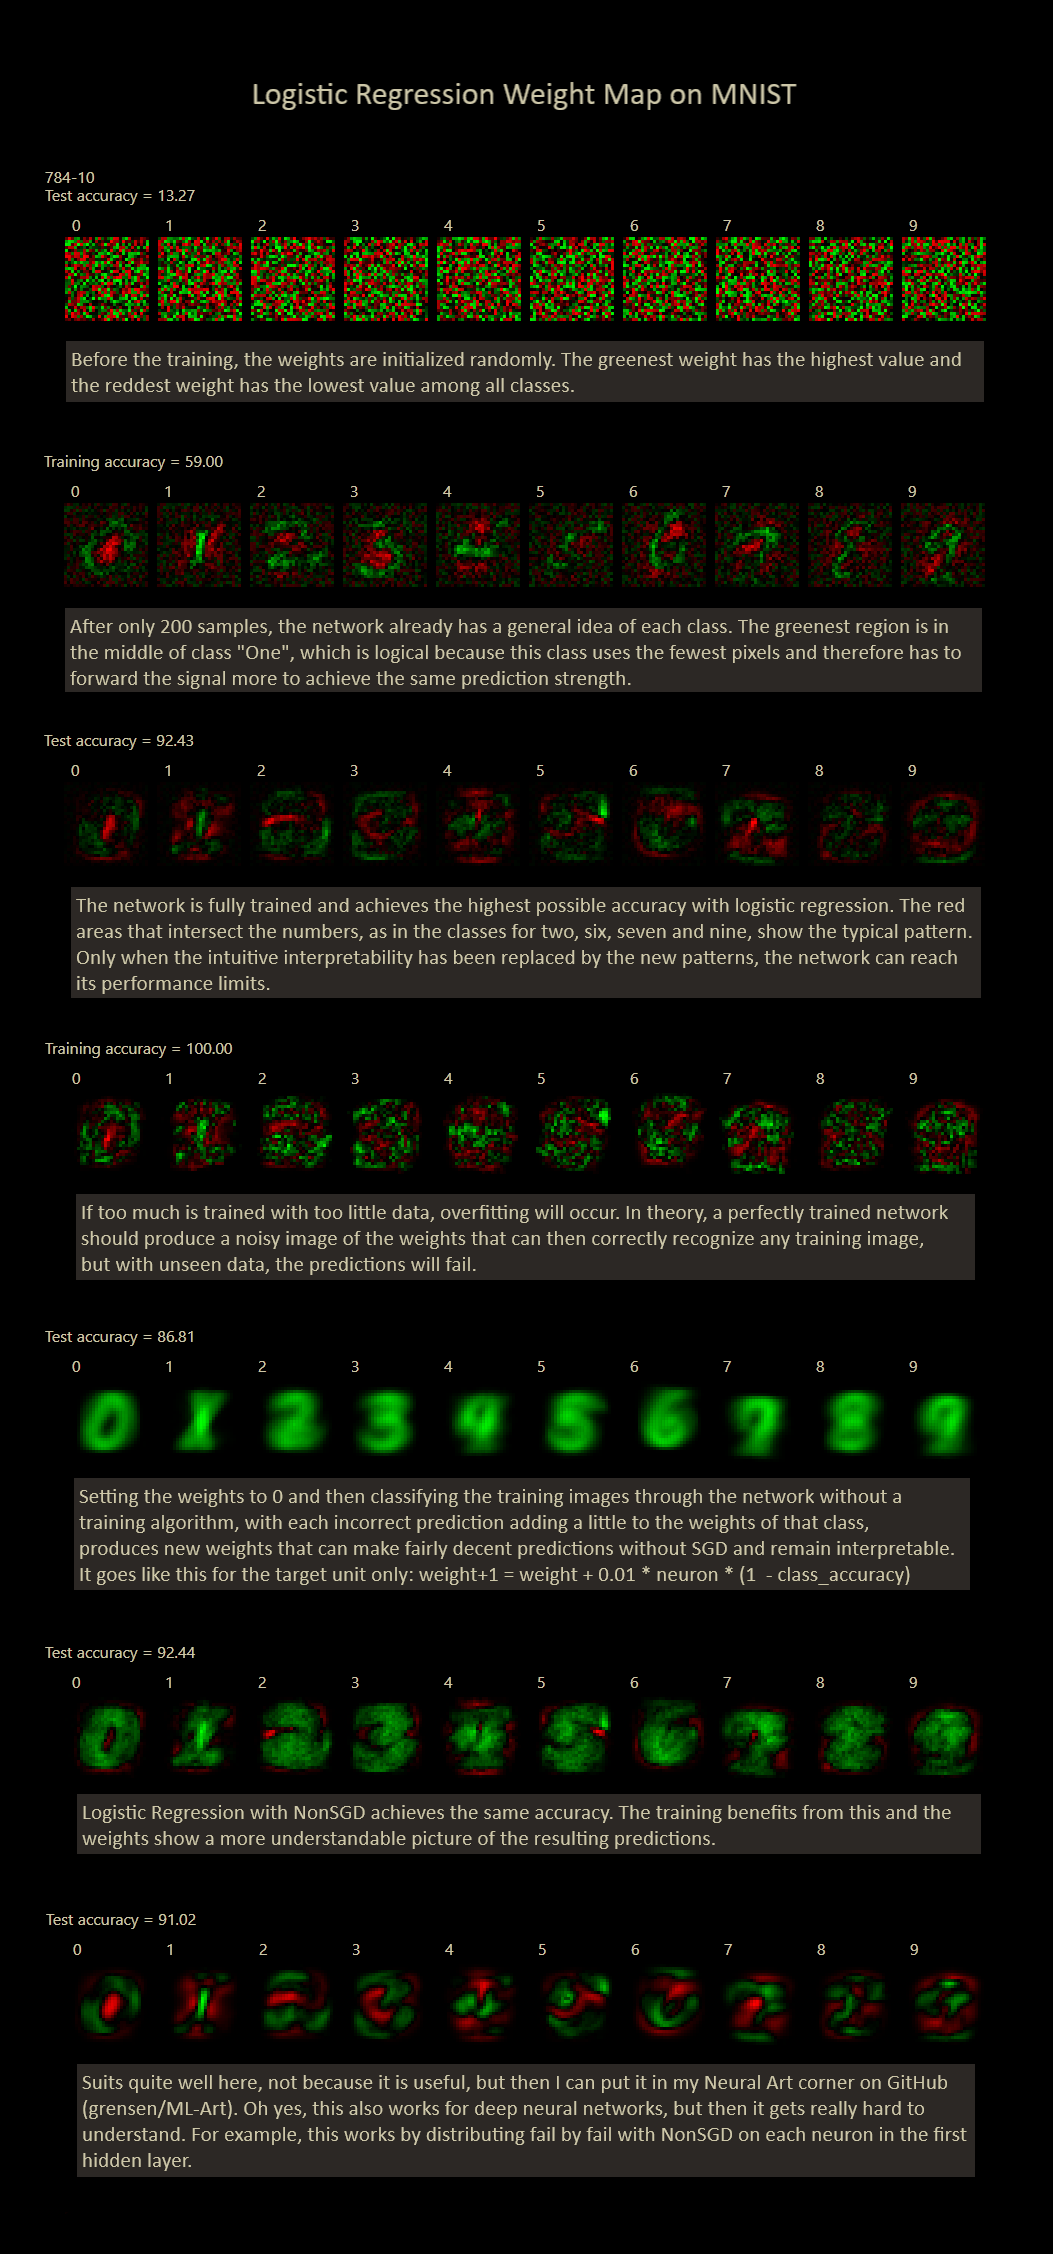 Logistic Regression Weight Map on MNIST
784-10
Test accuracy = 13.27
0 1 2 3 4 5 6 7 8 9
Before the training, the weights are initialized randomly. The greenest weight has the highest value and
the reddest weight has the lowest value among all classes.
Training accuracy = 59.00
0 1 2 3 4 5 6 7 8 9
After only 200 samples, the network already has a general idea of each class. The greenest region is in
the middle of class "One", which is logical because this class uses the fewest pixels and therefore has to
forward the signal more to achieve the same prediction strength.
Test accuracy = 92.43
0 1 2 3 4 5 6 7 8 9
The network is fully trained and achieves the highest possible accuracy with logistic regression. The red
areas that intersect the numbers, as in the classes for two, six, seven and nine, show the typical pattern.
Only when the intuitive interpretability has been replaced by the new patterns, the network can reach
its performance limits.
Training accuracy = 100.00
0 1 2 3 4 5 6 7 8 9
If too much is trained with too little data, overfitting will occur. In theory, a perfectly trained network
should produce a noisy image of the weights that can then correctly recognize any training image,
but with unseen data, the predictions will fail.
Test accuracy = 86.81
0 1 2 3 4 5 6 7 8 9
Setting the weights to 0 and then classifying the training images through the network without a
training algorithm, with each incorrect prediction adding a little to the weights of that class,
produces new weights that can make fairly decent predictions without SGD and remain interpretable.
It goes like this for the target unit only: weight+1 = weight + 0.01 * neuron * (1  - class_accuracy)
Test accuracy = 92.44
0 1 2 3 4 5 6 7 8 9
Logistic Regression with NonSGD achieves the same accuracy. The training benefits from this and the
weights show a more understandable picture of the resulting predictions.
Test accuracy = 91.02
0 1 2 3 4 5 6 7 8 9
Suits quite well here, not because it is useful, but then I can put it in my Neural Art corner on GitHub
(grensen/ML-Art). Oh yes, this also works for deep neural networks, but then it gets really hard to
understand. For example, this works by distributing fail by fail with NonSGD on each neuron in the first
hidden layer.